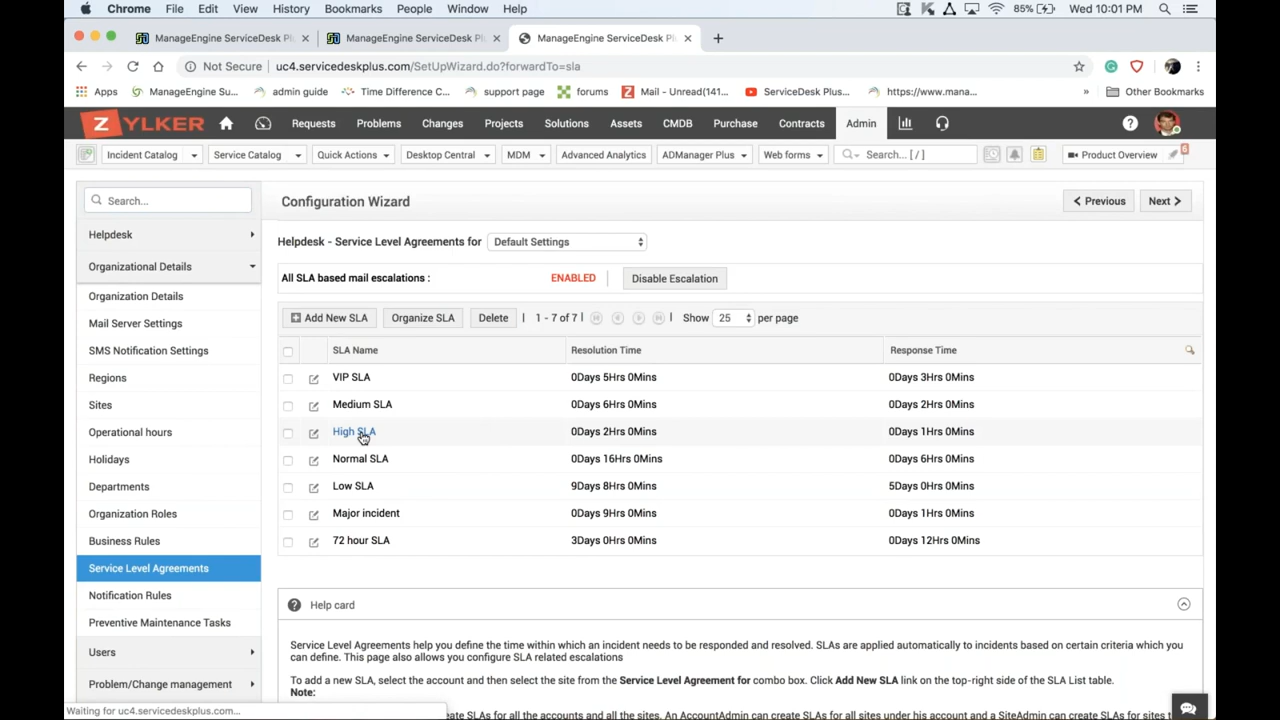 Chrome File Edit View History Bookmarks People Window Help 85% Wed 10:01 PM
ManageEngine ServiceDesk Plu × ManageEngine ServiceDesk Plu × ManageEngine ServiceDesk Plus ×
Not Secure uc4.servicedeskplus.com/SetUpWizard.do?forwardTo=sla
Apps ManageEngine Su... admin guide Time Difference C... support page forums Mail - Unread(141... ServiceDesk Plus... https://www.mana... » Other Bookmarks
ZYLKER Requests Problems Changes Projects Solutions Assets CMDB Purchase Contracts Admin
Incident Catalog Service Catalog Quick Actions Desktop Central MDM Advanced Analytics ADManager Plus Web forms Search... [ / ] Product Overview 6
Search...
Configuration Wizard
Previous Next
Helpdesk
Helpdesk - Service Level Agreements for Default Settings
Organizational Details
All SLA based mail escalations : ENABLED Disable Escalation
Organization Details
Mail Server Settings
SMS Notification Settings
Regions
Sites
Operational hours
Holidays
Departments
Organization Roles
Business Rules
Service Level Agreements
Notification Rules
Preventive Maintenance Tasks
Users
Problem/Change management
Add New SLA Organize SLA Delete 1 - 7 of 7 Show 25 per page
SLA Name Resolution Time Response Time
VIP SLA 0Days 5Hrs 0Mins 0Days 3Hrs 0Mins
Medium SLA 0Days 6Hrs 0Mins 0Days 2Hrs 0Mins
High SLA 0Days 2Hrs 0Mins 0Days 1Hrs 0Mins
Normal SLA 0Days 16Hrs 0Mins 0Days 6Hrs 0Mins
Low SLA 9Days 8Hrs 0Mins 5Days 0Hrs 0Mins
Major incident 0Days 9Hrs 0Mins 0Days 1Hrs 0Mins
72 hour SLA 3Days 0Hrs 0Mins 0Days 12Hrs 0Mins
Help card
Service Level Agreements help you define the time within which an incident needs to be responded and resolved. SLAs are applied automatically to incidents based on certain criteria which you
can define. This page also allows you configure SLA related escalations
To add a new SLA, select the account and then select the site from the Service Level Agreement for combo box. Click Add New SLA link on the top-right side of the SLA List table.
Note:
create SLAs for all the accounts and all the sites. An AccountAdmin can create SLAs for all sites under his account and a SiteAdmin can create SLAs for sites to
Waiting for uc4.servicedeskplus.com...